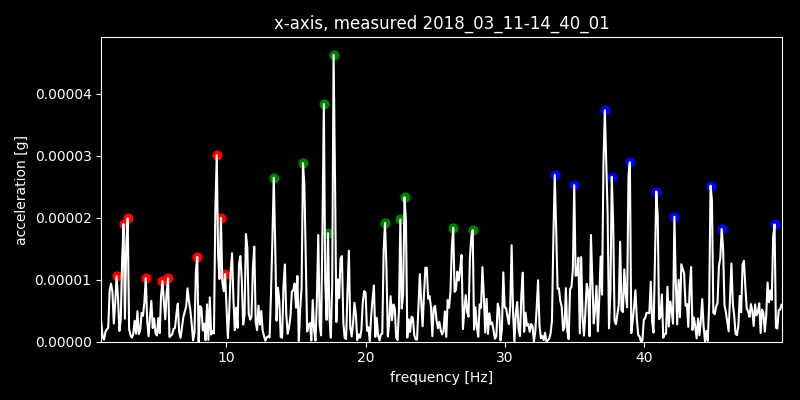 x-axis, measured 2018_03_11-14_40_01
acceleration [g]
0.00004
0.00003
0.00002
0.00001
0.00000
10 20 30 40
frequency [Hz]